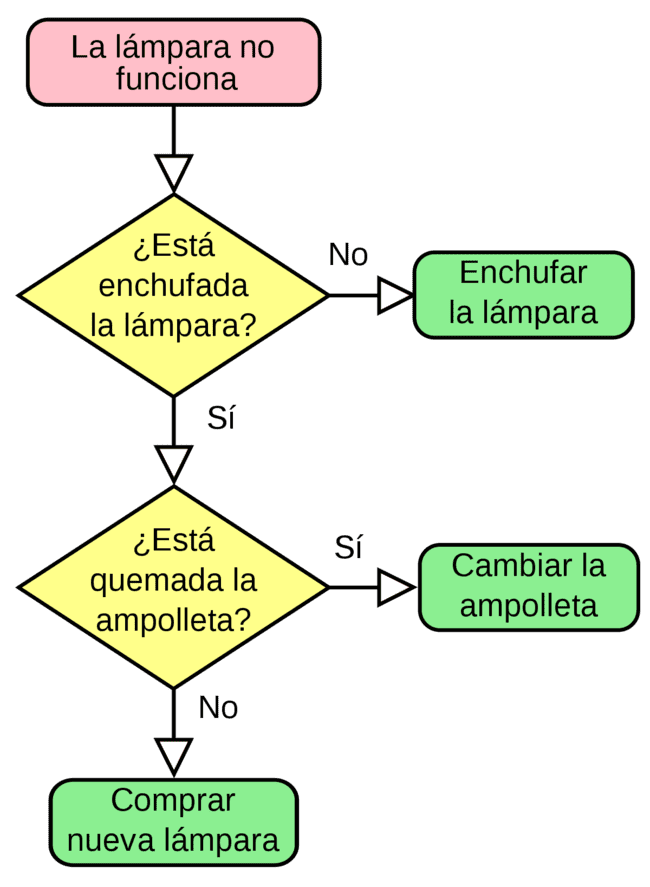 La lámpara no
funciona
¿Está
enchufada
la lámpara?
No
Enchufar
la lámpara
Sí
¿Está
quemada la
ampolleta?
Sí
Cambiar la
ampolleta
No
Comprar
nueva lámpara